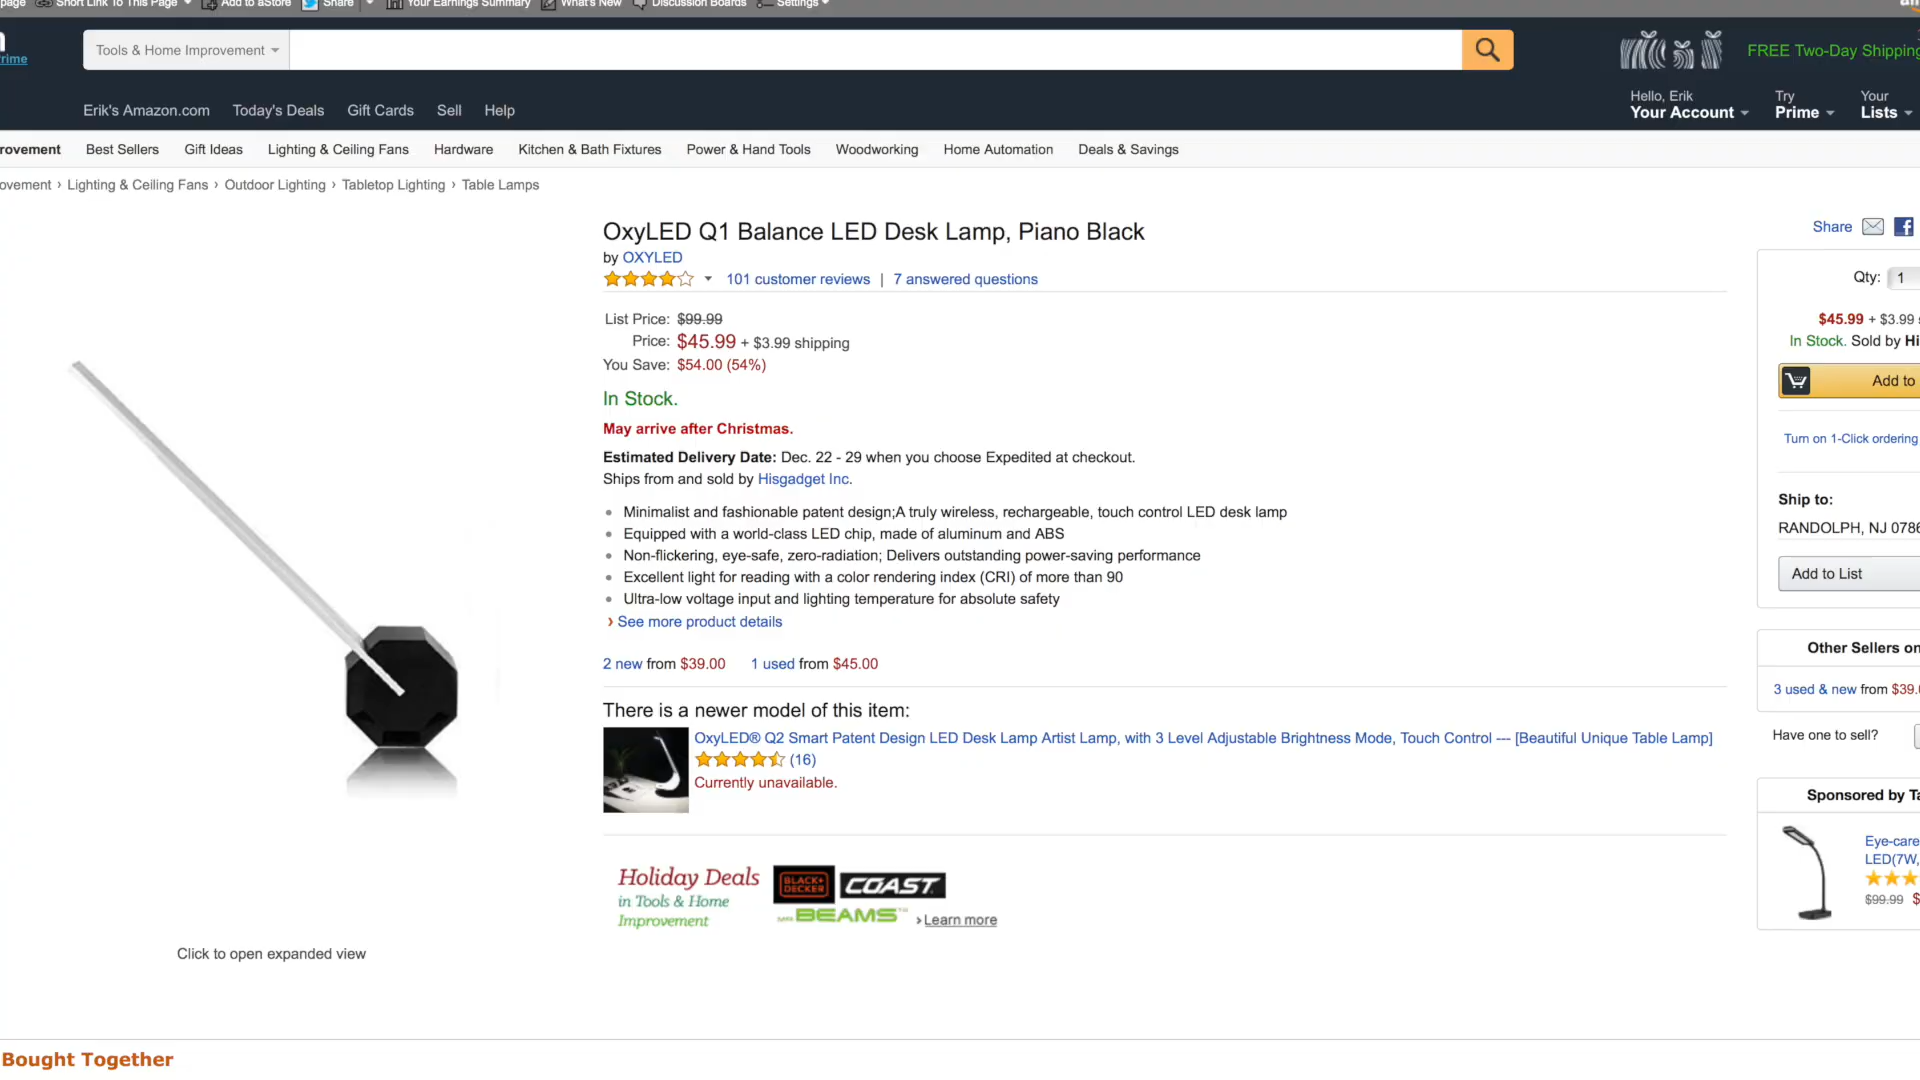 page Short Link To This Page Add to aStore Share Your Earnings Summary What's New Discussion Boards Settings
Tools & Home Improvement
FREE Two-Day Shipping
rime
Erik's Amazon.com Today's Deals Gift Cards Sell Help
Hello, Erik
Your Account
Try
Prime
Your
Lists
rovement Best Sellers Gift Ideas Lighting & Ceiling Fans Hardware Kitchen & Bath Fixtures Power & Hand Tools Woodworking Home Automation Deals & Savings
ovement › Lighting & Ceiling Fans › Outdoor Lighting › Tabletop Lighting › Table Lamps
OxyLED Q1 Balance LED Desk Lamp, Piano Black
by OXYLED
101 customer reviews | 7 answered questions
List Price: $99.99
Price: $45.99 + $3.99 shipping
You Save: $54.00 (54%)
In Stock.
May arrive after Christmas.
Estimated Delivery Date: Dec. 22 - 29 when you choose Expedited at checkout.
Ships from and sold by Hisgadget Inc.
Minimalist and fashionable patent design;A truly wireless, rechargeable, touch control LED desk lamp
Equipped with a world-class LED chip, made of aluminum and ABS
Non-flickering, eye-safe, zero-radiation; Delivers outstanding power-saving performance
Excellent light for reading with a color rendering index (CRI) of more than 90
Ultra-low voltage input and lighting temperature for absolute safety
› See more product details
2 new from $39.00 1 used from $45.00
There is a newer model of this item:
OxyLED® Q2 Smart Patent Design LED Desk Lamp Artist Lamp, with 3 Level Adjustable Brightness Mode, Touch Control --- [Beautiful Unique Table Lamp]
(16)
Currently unavailable.
Holiday Deals
in Tools & Home
Improvement
BLACK+
DECKER
COAST
MR BEAMS
› Learn more
Click to open expanded view
Share
Qty: 1
$45.99 + $3.99 s
In Stock. Sold by Hi
Add to
Turn on 1-Click ordering
Ship to:
RANDOLPH, NJ 0786
Add to List
Other Sellers on
3 used & new from $39.0
Have one to sell?
Sponsored by Ta
Eye-care
LED(7W,
$99.99 $
Bought Together